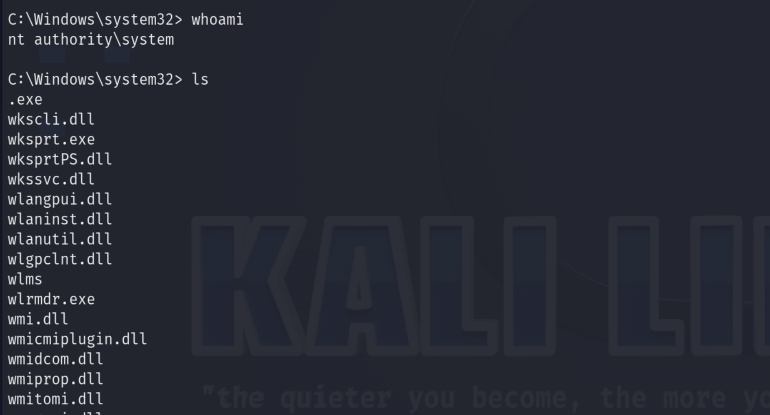 C:\Windows\system32> whoami
nt authority\system
C:\Windows\system32> ls
.exe
wkscli.dll
wksprt.exe
wksprtPS.dll
wkssvc.dll
wlangpui.dll
wlaninst.dll
wlanutil.dll
wlgpclnt.dll
wlms
wlrmdr.exe
wmi.dll
wmicmiplugin.dll
wmidcom.dll
wmiprop.dll
wmitomi.dll
KALI LI
"the quieter you become, the more yo